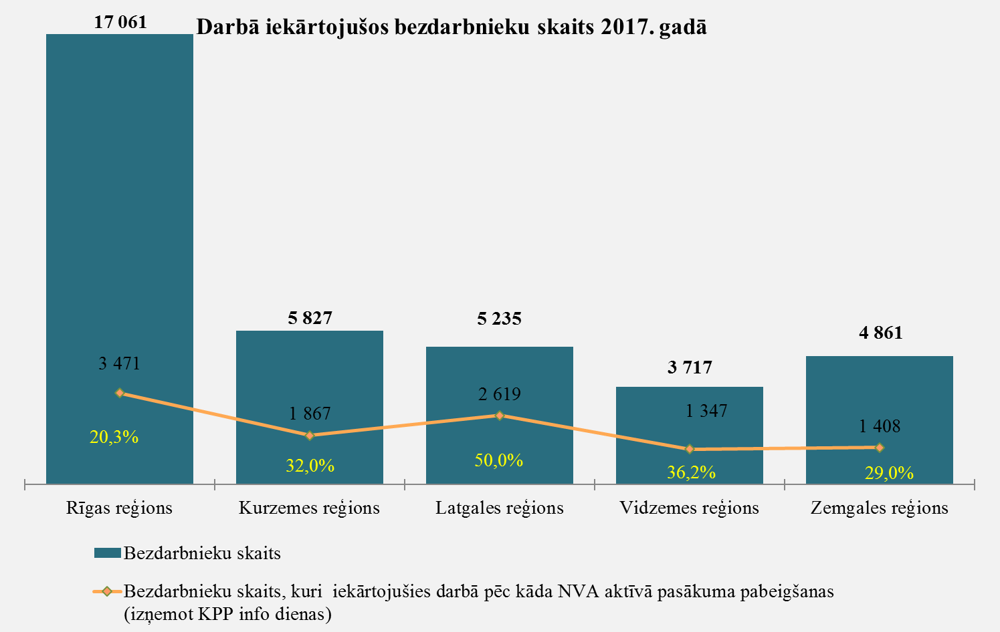 Darbā iekārtojušos bezdarbnieku skaits 2017. gadā
17 061
5 827
5 235
3 717
4 861
3 471
1 867
2 619
1 347
1 408
20,3%
32,0%
50,0%
36,2%
29,0%
Rīgas reģions
Kurzemes reģions
Latgales reģions
Vidzemes reģions
Zemgales reģions
Bezdarbnieku skaits
Bezdarbnieku skaits, kuri  iekārtojušies darbā pēc kāda NVA aktīvā pasākuma pabeigšanas
(izņemot KPP info dienas)